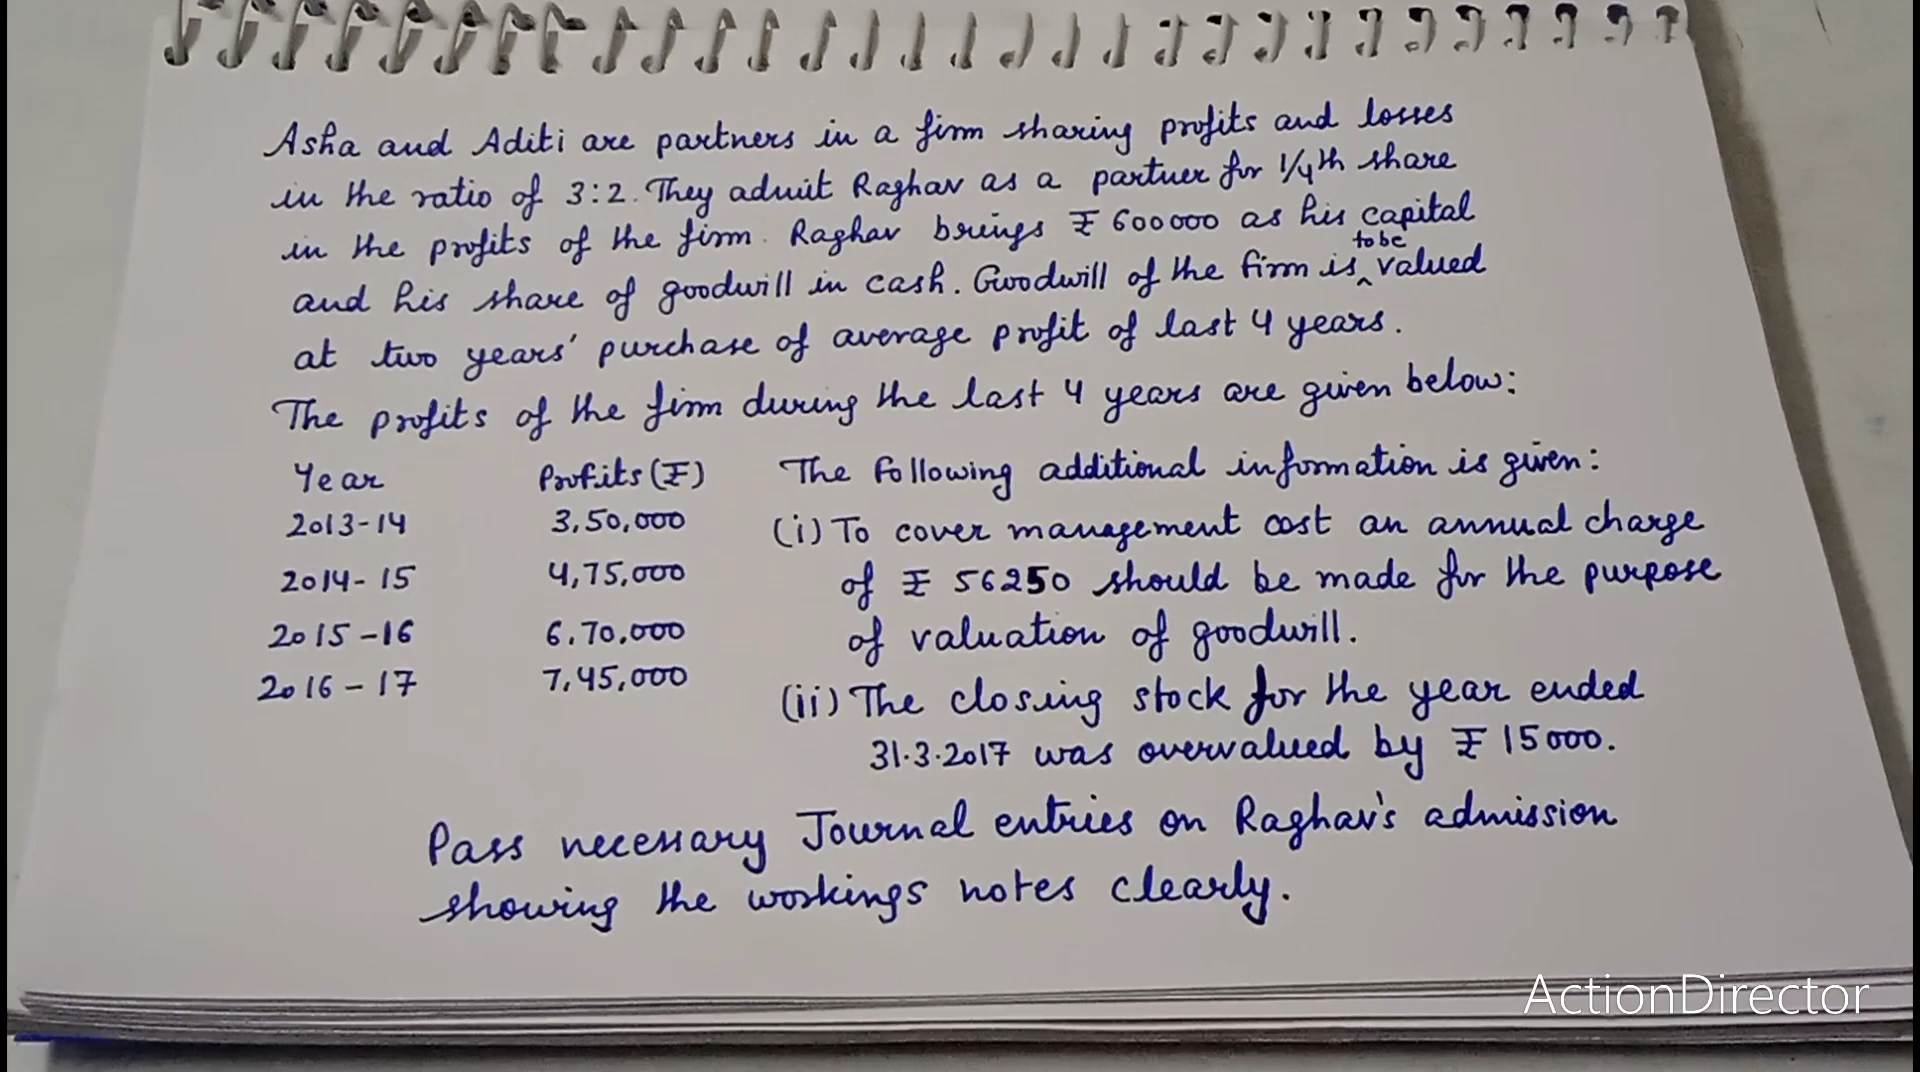 Asha and Aditi are partners in a firm sharing profits and losses
in the ratio of 3:2. They admit Raghav as a partner for 1/4th share
in the profits of the firm. Raghav brings ₹ 600000 as his capital
to be
and his share of goodwill in cash. Goodwill of the firm is ^ valued
at two years' purchase of average profit of last 4 years.
The profits of the firm during the last 4 years are given below:
Year Profits (₹)
2013-14 3,50,000
2014-15 4,75,000
2015-16 6,70,000
2016-17 7,45,000
The following additional information is given:
(i) To cover management cost an annual charge
of ₹ 56250 should be made for the purpose
of valuation of goodwill.
(ii) The closing stock for the year ended
31.3.2017 was overvalued by ₹ 15000.
Pass necessary Journal entries on Raghav's admission
showing the workings notes clearly.
ActionDirector